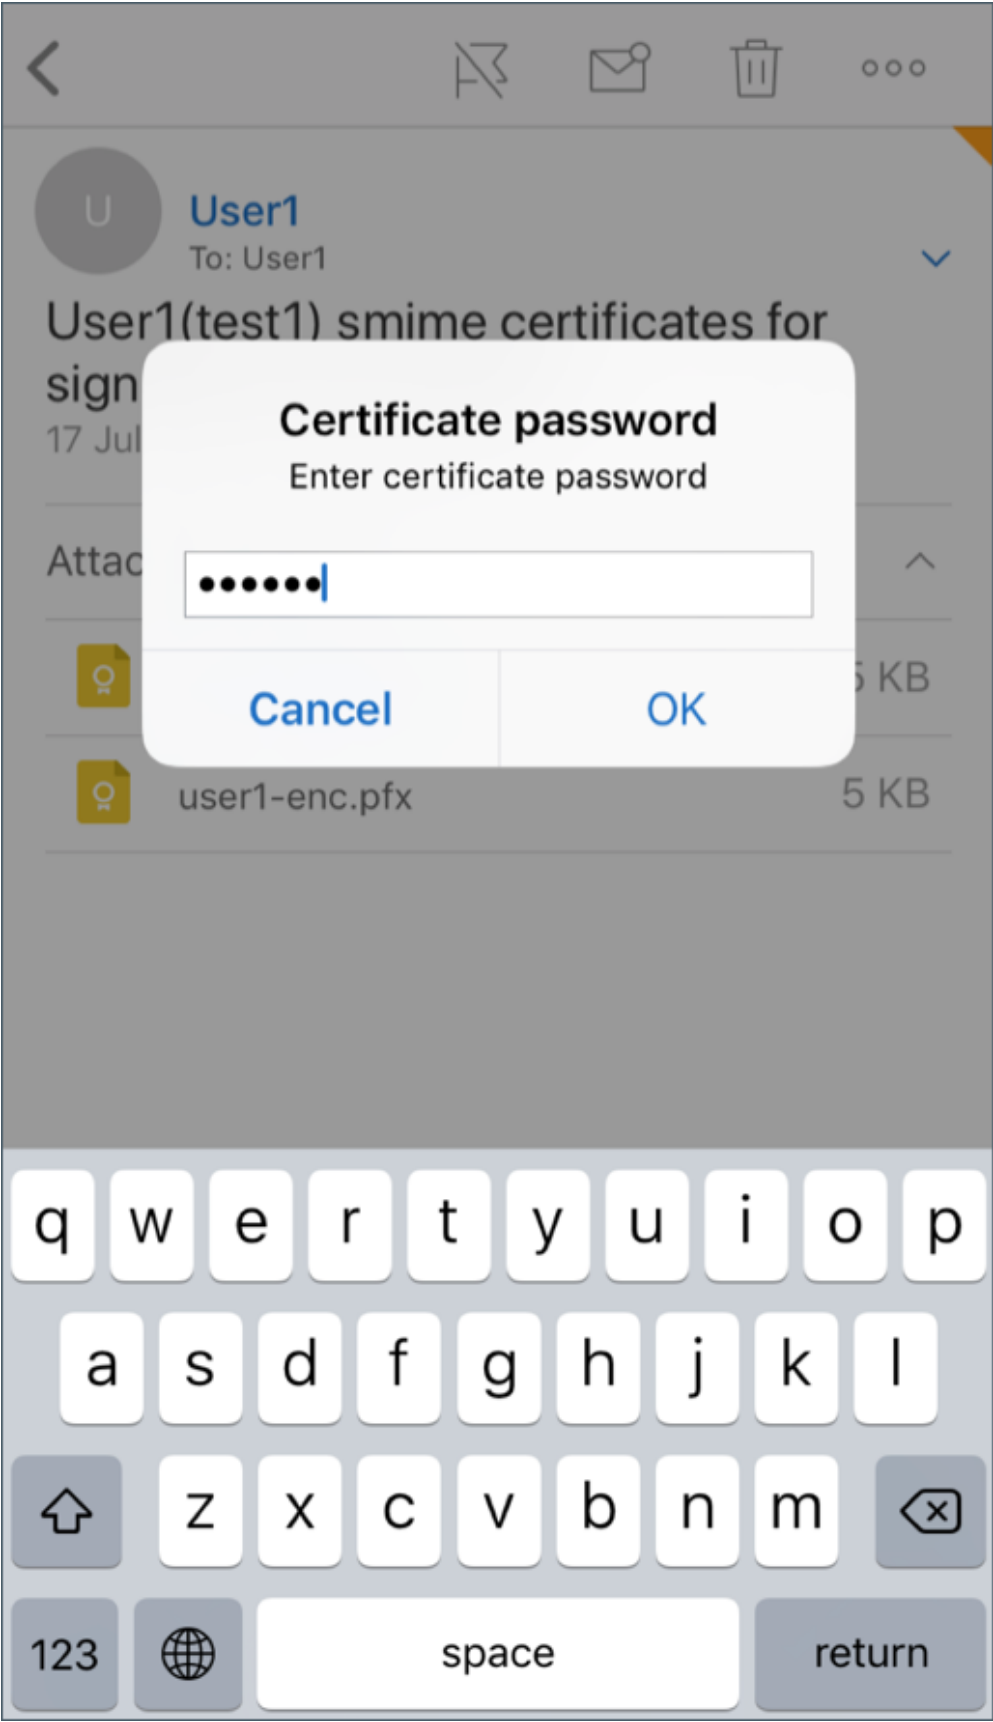 U
User1
To: User1
User1(test1) smime certificates for
sign
17 Jul
Certificate password
Enter certificate password
Attac
••••••
KB
Cancel
OK
user1-enc.pfx
5 KB
q w e r t y u i o p
a s d f g h j k l
z x c v b n m
123
space
return